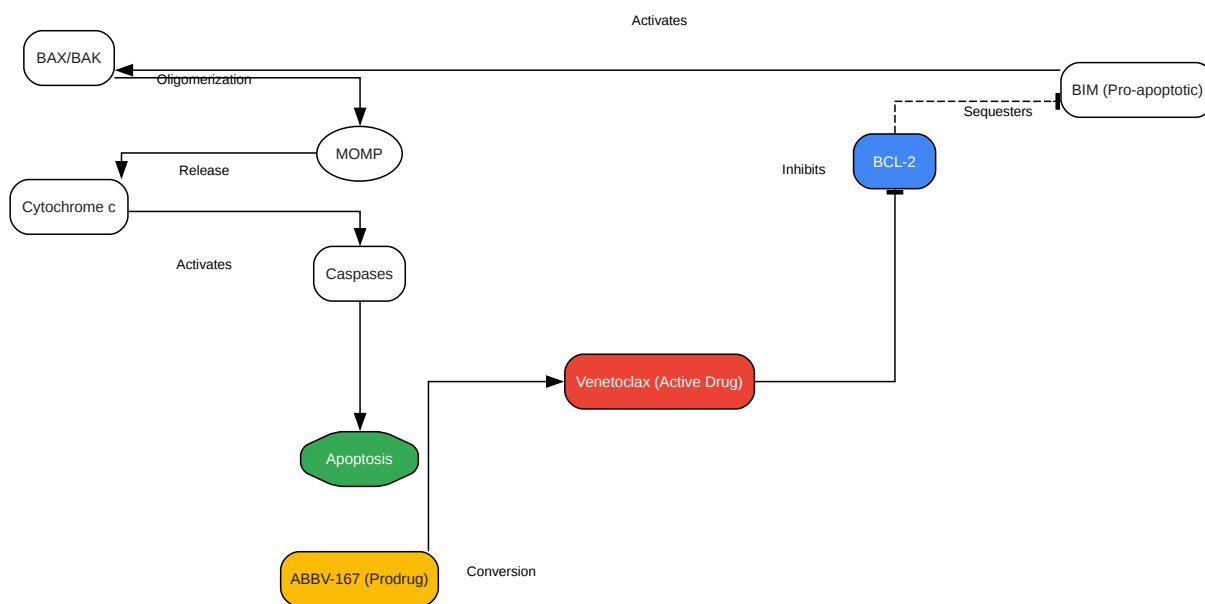 Activates
BAX/BAK
Oligomerization
BIM (Pro-apoptotic)
Sequesters
MOMP
BCL-2
Release
Inhibits
Cytochrome c
Activates
Caspases
Venetoclax (Active Drug)
Apoptosis
ABBV-167 (Prodrug)
Conversion